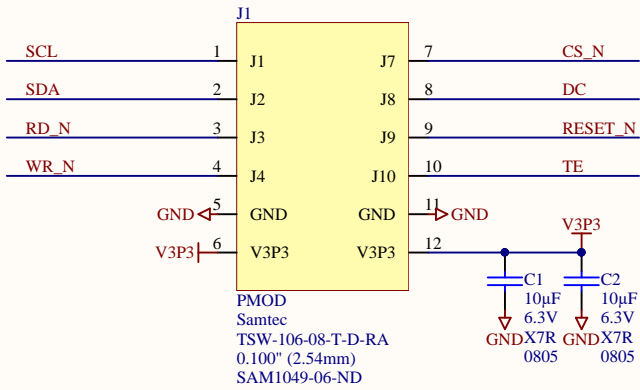 J1
SCL 1 J1 J7 7 CS_N
SDA 2 J2 J8 8 DC
RD_N 3 J3 J9 9 RESET_N
WR_N 4 J4 J10 10 TE
GND 5 GND GND 11 GND
V3P3 6 V3P3 V3P3 12 V3P3
C1 C2
10µF 10µF
6.3V 6.3V
GND X7R GND X7R
0805 0805
PMOD
Samtec
TSW-106-08-T-D-RA
0.100" (2.54mm)
SAM1049-06-ND